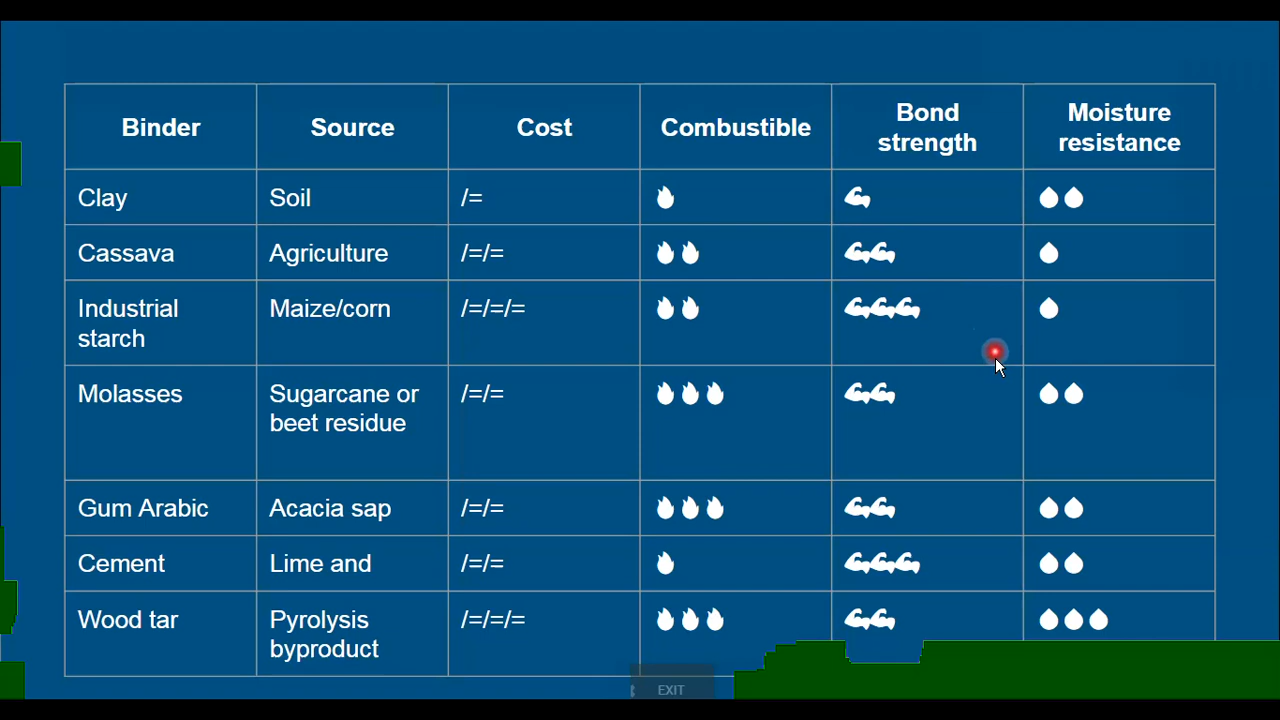 Binder Source Cost Combustible Bond strength Moisture resistance
Clay Soil /=
Cassava Agriculture /=/=
Industrial starch Maize/corn /=/=/=
Molasses Sugarcane or beet residue /=/=
Gum Arabic Acacia sap /=/=
Cement Lime and /=/=
Wood tar Pyrolysis byproduct /=/=/=
EXIT